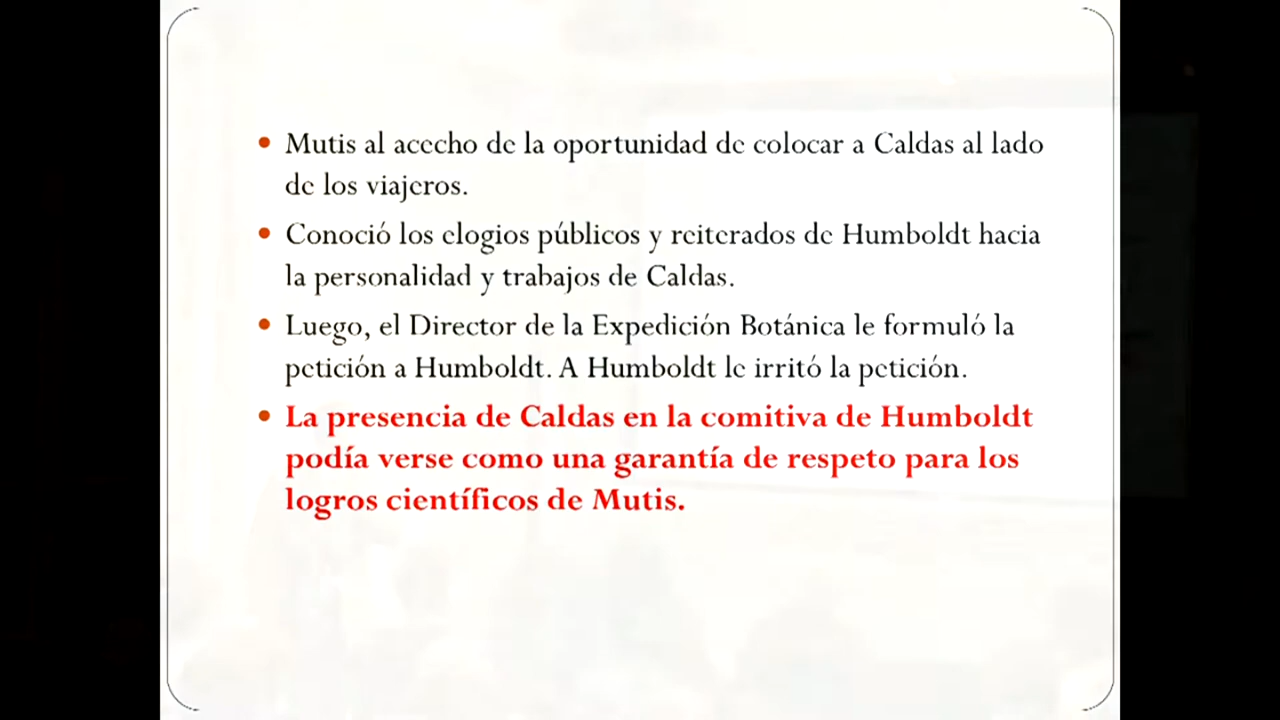 • Mutis al acecho de la oportunidad de colocar a Caldas al lado
de los viajeros.
• Conoció los elogios públicos y reiterados de Humboldt hacia
la personalidad y trabajos de Caldas.
• Luego, el Director de la Expedición Botánica le formuló la
petición a Humboldt. A Humboldt le irritó la petición.
• La presencia de Caldas en la comitiva de Humboldt
podía verse como una garantía de respeto para los
logros científicos de Mutis.